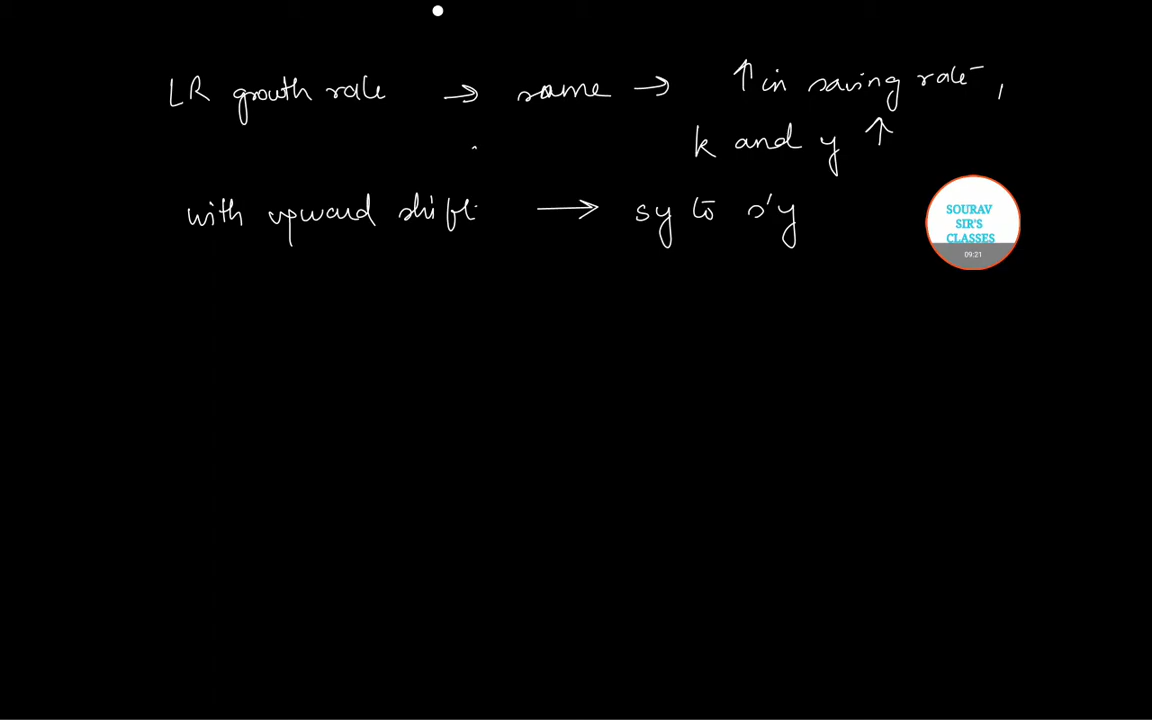 LR growth rate → same → ↑ in saving rate,
k and y ↑
with upward shift → sy to s'y
SOURAV
SIR'S
CLASSES
09:21